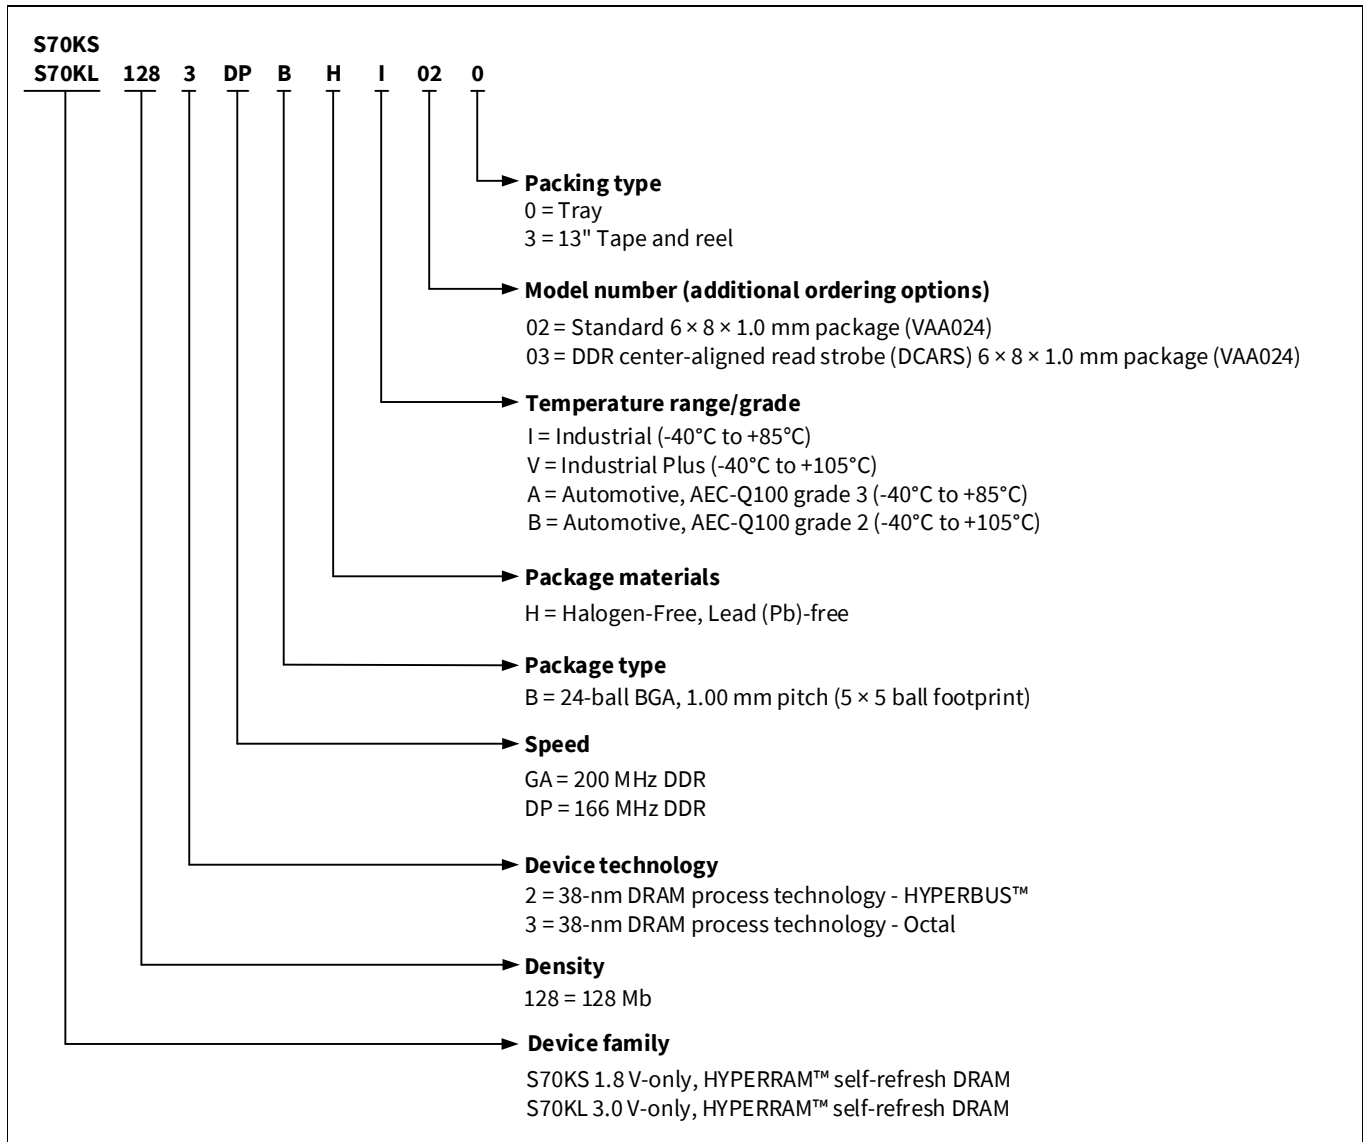 S70KS
S70KL 128 3 DP B H I 02 0
Packing type
0 = Tray
3 = 13" Tape and reel
Model number (additional ordering options)
02 = Standard 6 × 8 × 1.0 mm package (VAA024)
03 = DDR center-aligned read strobe (DCARS) 6 × 8 × 1.0 mm package (VAA024)
Temperature range/grade
I = Industrial (-40°C to +85°C)
V = Industrial Plus (-40°C to +105°C)
A = Automotive, AEC-Q100 grade 3 (-40°C to +85°C)
B = Automotive, AEC-Q100 grade 2 (-40°C to +105°C)
Package materials
H = Halogen-Free, Lead (Pb)-free
Package type
B = 24-ball BGA, 1.00 mm pitch (5 × 5 ball footprint)
Speed
GA = 200 MHz DDR
DP = 166 MHz DDR
Device technology
2 = 38-nm DRAM process technology - HYPERBUS™
3 = 38-nm DRAM process technology - Octal
Density
128 = 128 Mb
Device family
S70KS 1.8 V-only, HYPERRAM™ self-refresh DRAM
S70KL 3.0 V-only, HYPERRAM™ self-refresh DRAM